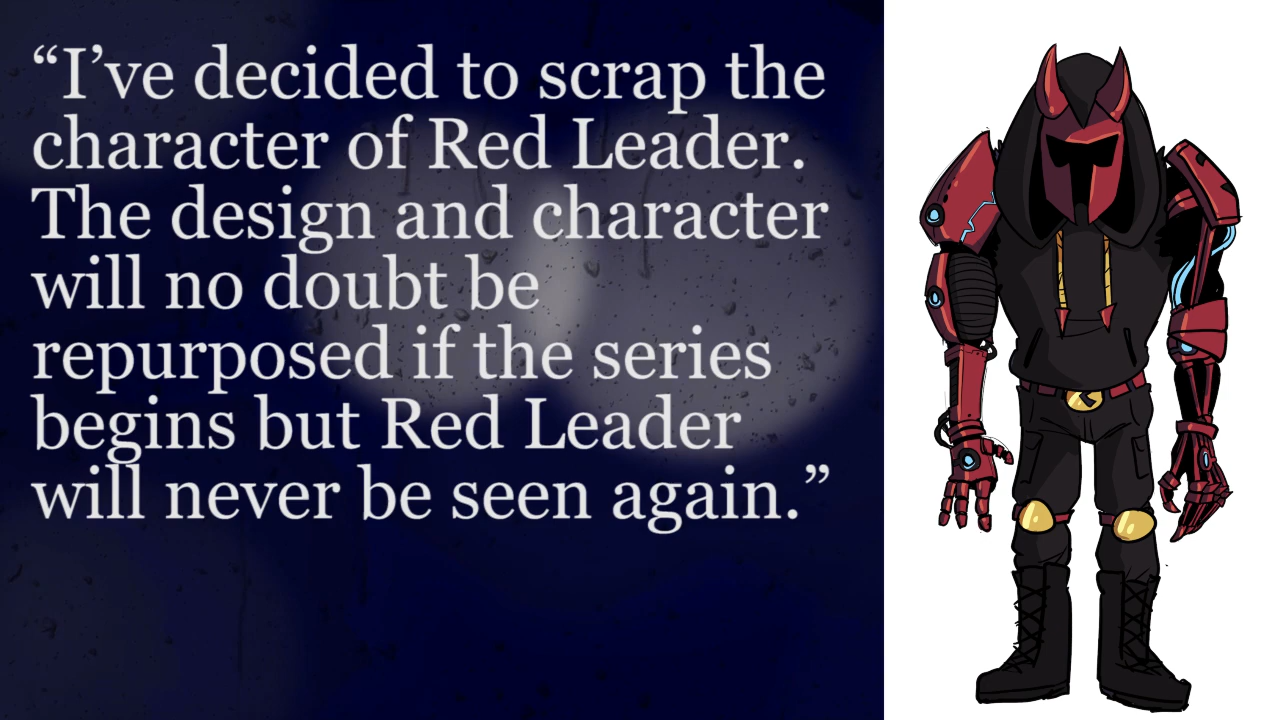 “I’ve decided to scrap the
character of Red Leader.
The design and character
will no doubt be
repurposed if the series
begins but Red Leader
will never be seen again.”